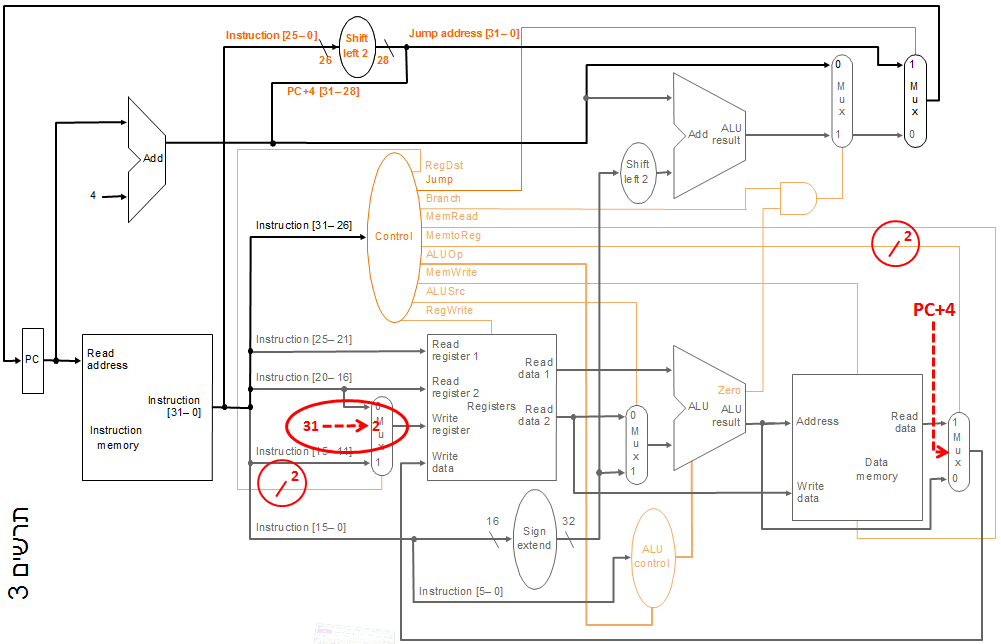 Instruction [25–0]
26
Shift
left 2
28
Jump address [31–0]
PC+4 [31–28]
Add
4
PC
Read
address
Instruction
[31–0]
Instruction
memory
Instruction [31–26]
Control
RegDst
Jump
Branch
MemRead
MemtoReg
ALUOp
MemWrite
ALUSrc
RegWrite
Instruction [25–21]
Instruction [20–16]
0
M
u
x
1
31
2
2
Instruction [15–11]
Instruction [15–0]
Read
register 1
Read
register 2
Write
register
Write
data
Registers
Read
data 1
Read
data 2
16
Sign
extend
32
Instruction [5–0]
ALU
control
0
M
u
x
1
Shift
left 2
Add
ALU
result
Zero
ALU
ALU
result
0
M
u
x
1
1
M
u
x
0
2
PC+4
Address
Write
data
Read
data
Data
memory
1
M
u
x
0
תרשים 3